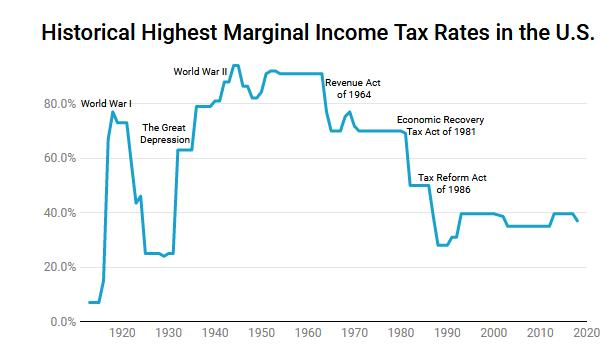 Historical Highest Marginal Income Tax Rates in the U.S.
World War II
Revenue Act
of 1964
80.0%
World War I
The Great
Depression
Economic Recovery
Tax Act of 1981
60.0%
Tax Reform Act
of 1986
40.0%
20.0%
0.0%
1920 1930 1940 1950 1960 1970 1980 1990 2000 2010 2020